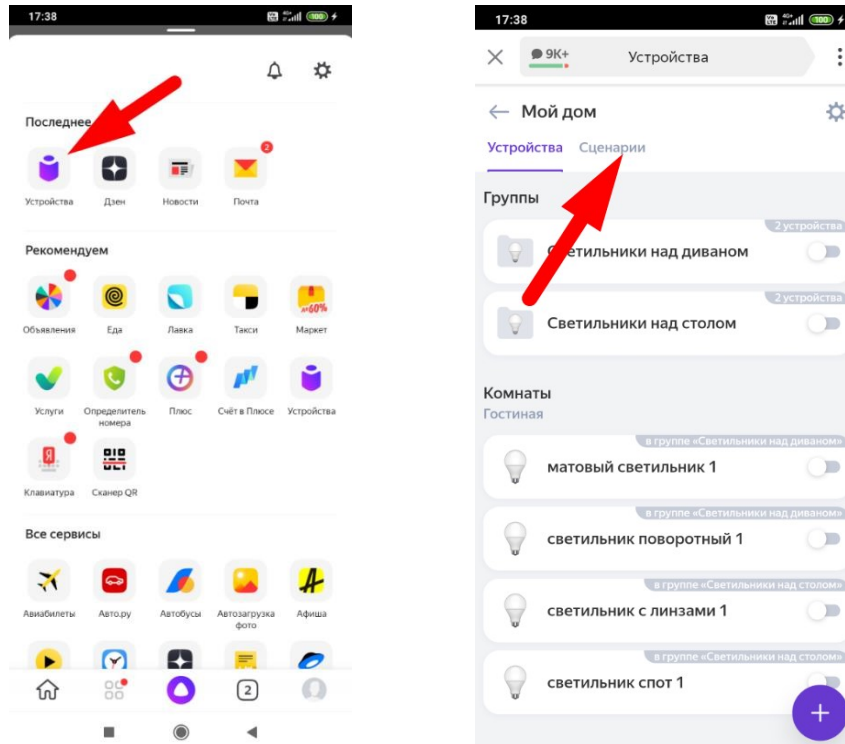 17:38
100
Последнее
2
Устройства
Дзен
Новости
Почта
Рекомендуем
до60%
Объявления
Еда
Лавка
Такси
Маркет
Услуги
Определитель номера
Плюс
Счёт в Плюсе
Устройства
Я
Клавиатура
Сканер QR
Все сервисы
Авиабилеты
Авто.ру
Автобусы
Автозагрузка фото
Афиша
2
17:38
100
9K+
Устройства
Мой дом
Устройства
Сценарии
Группы
2 устройства
Светильники над диваном
2 устройства
Светильники над столом
Комнаты
Гостиная
в группе «Светильники над диваном»
матовый светильник 1
в группе «Светильники над диваном»
светильник поворотный 1
в группе «Светильники над столом»
светильник с линзами 1
в группе «Светильники над столом»
светильник спот 1